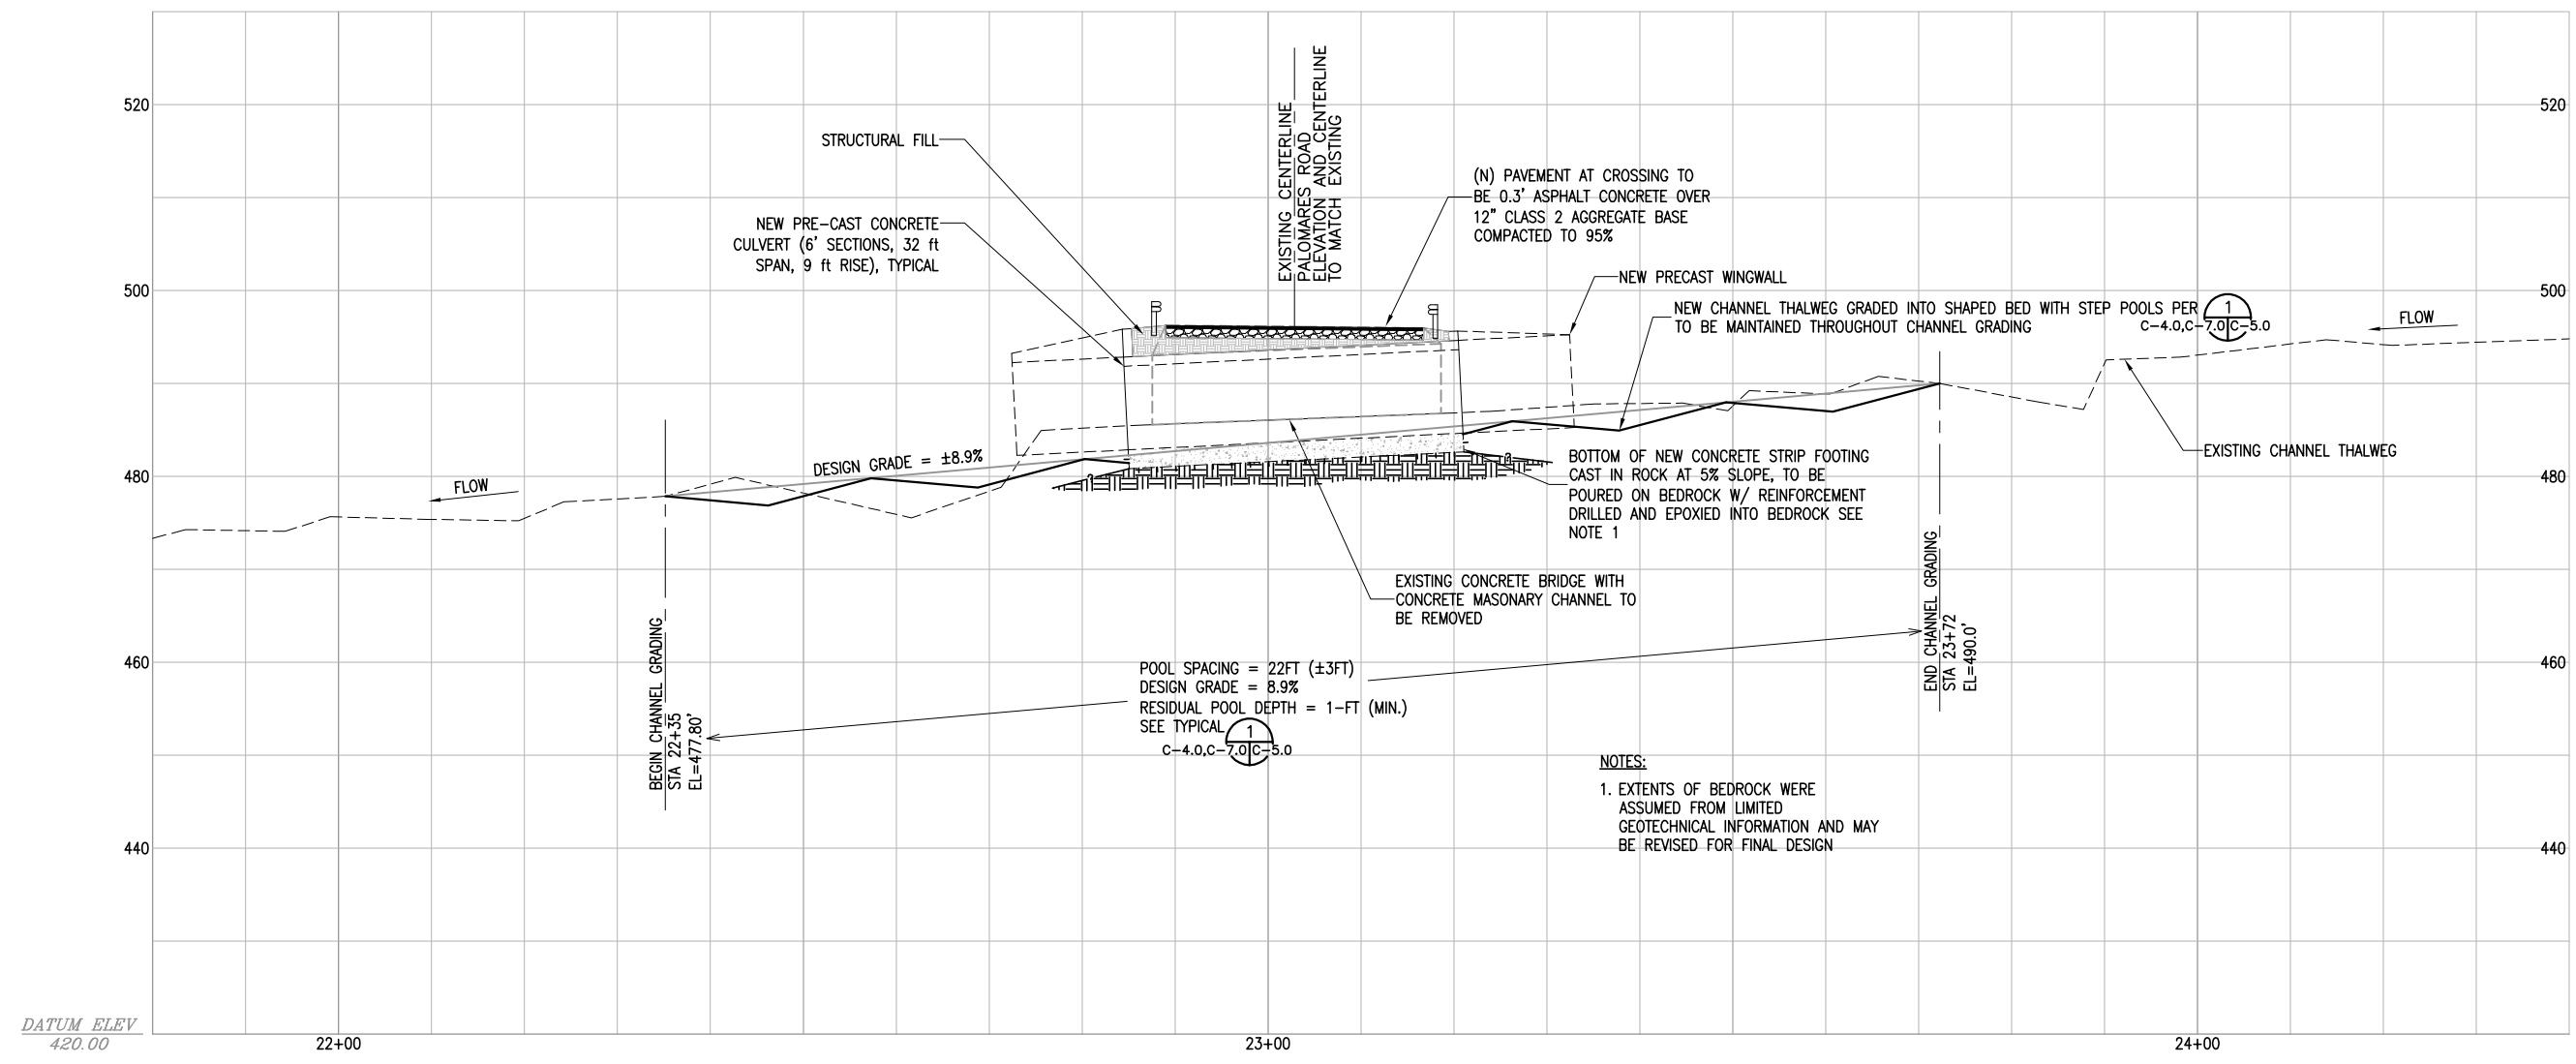 520
520
500
500
480
480
460
460
440
440
DATUM ELEV
420.00
22+00
23+00
24+00
STRUCTURAL FILL
NEW PRE-CAST CONCRETE
CULVERT (6' SECTIONS, 32 ft
SPAN, 9 ft RISE), TYPICAL
EXISTING CENTERLINE
PALOMARES ROAD
ELEVATION AND CENTERLINE
TO MATCH EXISTING
(N) PAVEMENT AT CROSSING TO
BE 0.3' ASPHALT CONCRETE OVER
12" CLASS 2 AGGREGATE BASE
COMPACTED TO 95%
NEW PRECAST WINGWALL
NEW CHANNEL THALWEG GRADED INTO SHAPED BED WITH STEP POOLS PER
TO BE MAINTAINED THROUGHOUT CHANNEL GRADING
1
C-4.0,C-7.0 C-5.0
FLOW
EXISTING CHANNEL THALWEG
DESIGN GRADE = ±8.9%
FLOW
?
?
BOTTOM OF NEW CONCRETE STRIP FOOTING
CAST IN ROCK AT 5% SLOPE, TO BE
POURED ON BEDROCK W/ REINFORCEMENT
DRILLED AND EPOXIED INTO BEDROCK SEE
NOTE 1
EXISTING CONCRETE BRIDGE WITH
CONCRETE MASONARY CHANNEL TO
BE REMOVED
BEGIN CHANNEL GRADING
STA 22+35
EL=477.80'
POOL SPACING = 22FT (±3FT)
DESIGN GRADE = 8.9%
RESIDUAL POOL DEPTH = 1-FT (MIN.)
SEE TYPICAL
1
C-4.0,C-7.0 C-5.0
END CHANNEL GRADING
STA 23+72
EL=490.0'
NOTES:
1. EXTENTS OF BEDROCK WERE
ASSUMED FROM LIMITED
GEOTECHNICAL INFORMATION AND MAY
BE REVISED FOR FINAL DESIGN